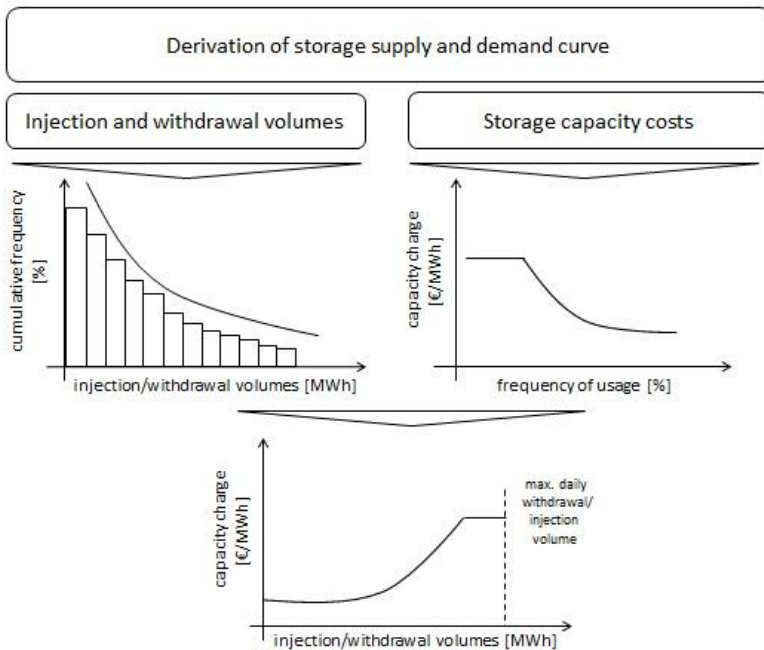 Derivation of storage supply and demand curve
Injection and withdrawal volumes
Storage capacity costs
cumulative frequency
[%]
injection/withdrawal volumes [MWh]
capacity charge
[€/MWh]
frequency of usage [%]
capacity charge
[€/MWh]
max. daily
withdrawal/
injection
volume
injection/withdrawal volumes [MWh]